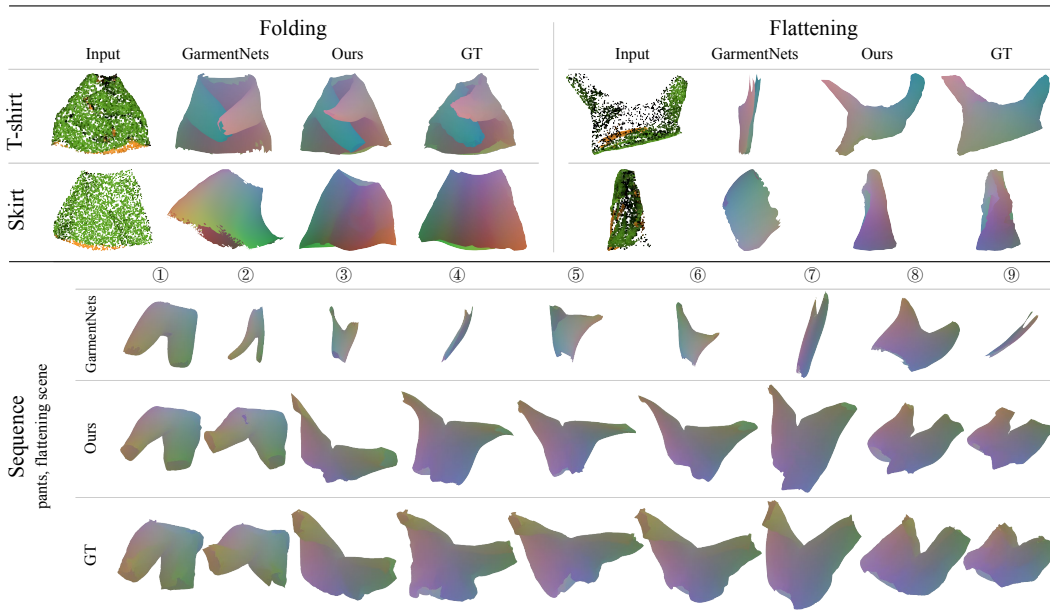 Folding Flattening
Input GarmentNets Ours GT Input GarmentNets Ours GT
T-shirt
Skirt
① ② ③ ④ ⑤ ⑥ ⑦ ⑧ ⑨
Sequence
pants, flattening scene
GarmentNets
Ours
GT